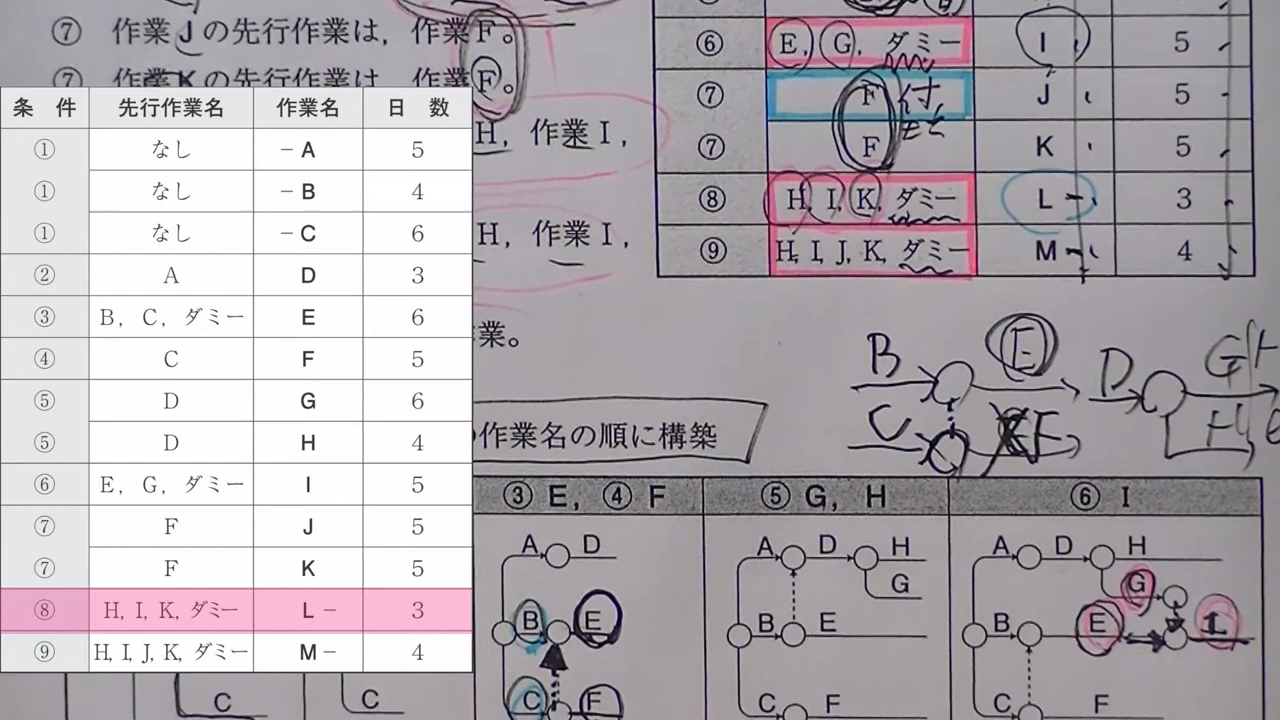 ⑦ 作業Jの先行作業は，作業F。
⑦ 作業Kの先行作業は 作業F。
H，作業I，
H，作業I，
業。
作業名の順に構築
条 件 先行作業名 作業名 日 数
① なし － A 5
① なし － B 4
① なし － C 6
② A D 3
③ B，C，ダミー E 6
④ C F 5
⑤ D G 6
⑤ D H 4
⑥ E，G，ダミー I 5
⑦ F J 5
⑦ F K 5
⑧ H, I, K, ダミー L － 3
⑨ H, I, J, K, ダミー M － 4
⑥ E，G，ダミー I 5
⑦ F 付 J 5
⑦ F K 5
⑧ H, I, K, ダミー L 3
⑨ H, I, J, K, ダミー M 4
B E D G
C F H
③ E，④ F ⑤ G，H ⑥ I
A D A D H A D H
G G
B E B E B E I
C F C F C F
C C